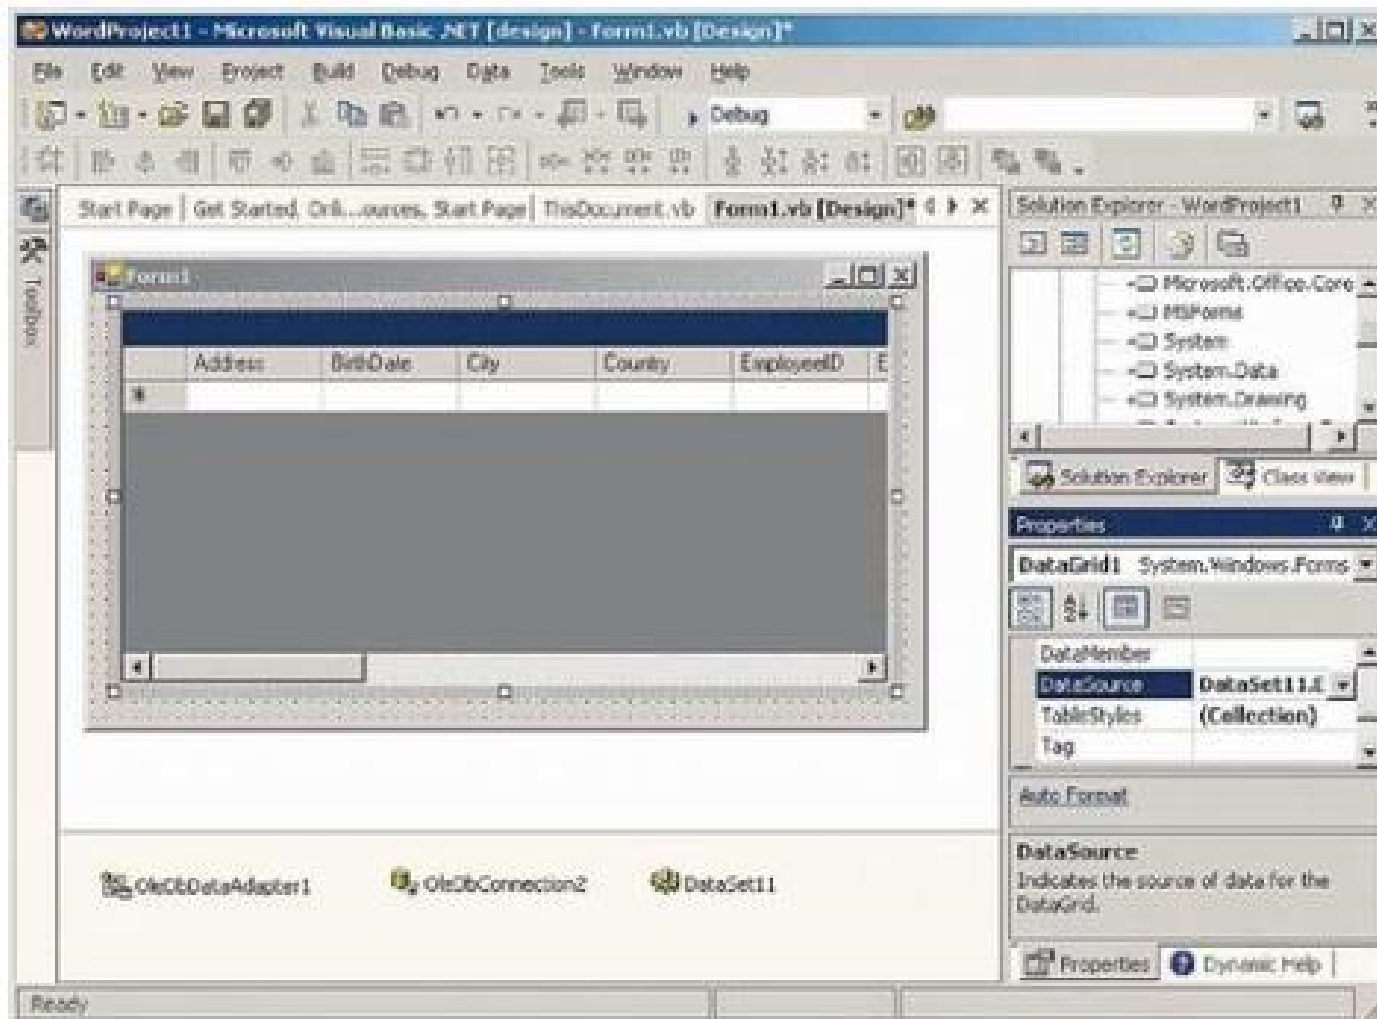 WordProject1 - Microsoft Visual Basic .NET [design] - Form1.vb [Design]*
File Edit View Project Build Debug Data Tools Window Help
Debug
Start Page Get Started, Onli...ources, Start Page ThisDocument.vb Form1.vb [Design]*
Solution Explorer - WordProject1
Toolbox
Form1
Address BirthDate City Country EmployeeID E
*
Microsoft.Office.Core
MSForms
System
System.Data
System.Drawing
Solution Explorer Class View
Properties
DataGrid1 System.Windows.Forms
DataMember
DataSource DataSet11.E
TableStyles (Collection)
Tag
Auto Format
DataSource
Indicates the source of data for the
DataGrid.
OleDbDataAdapter1 OleDbConnection2 DataSet11
Properties Dynamic Help
Ready